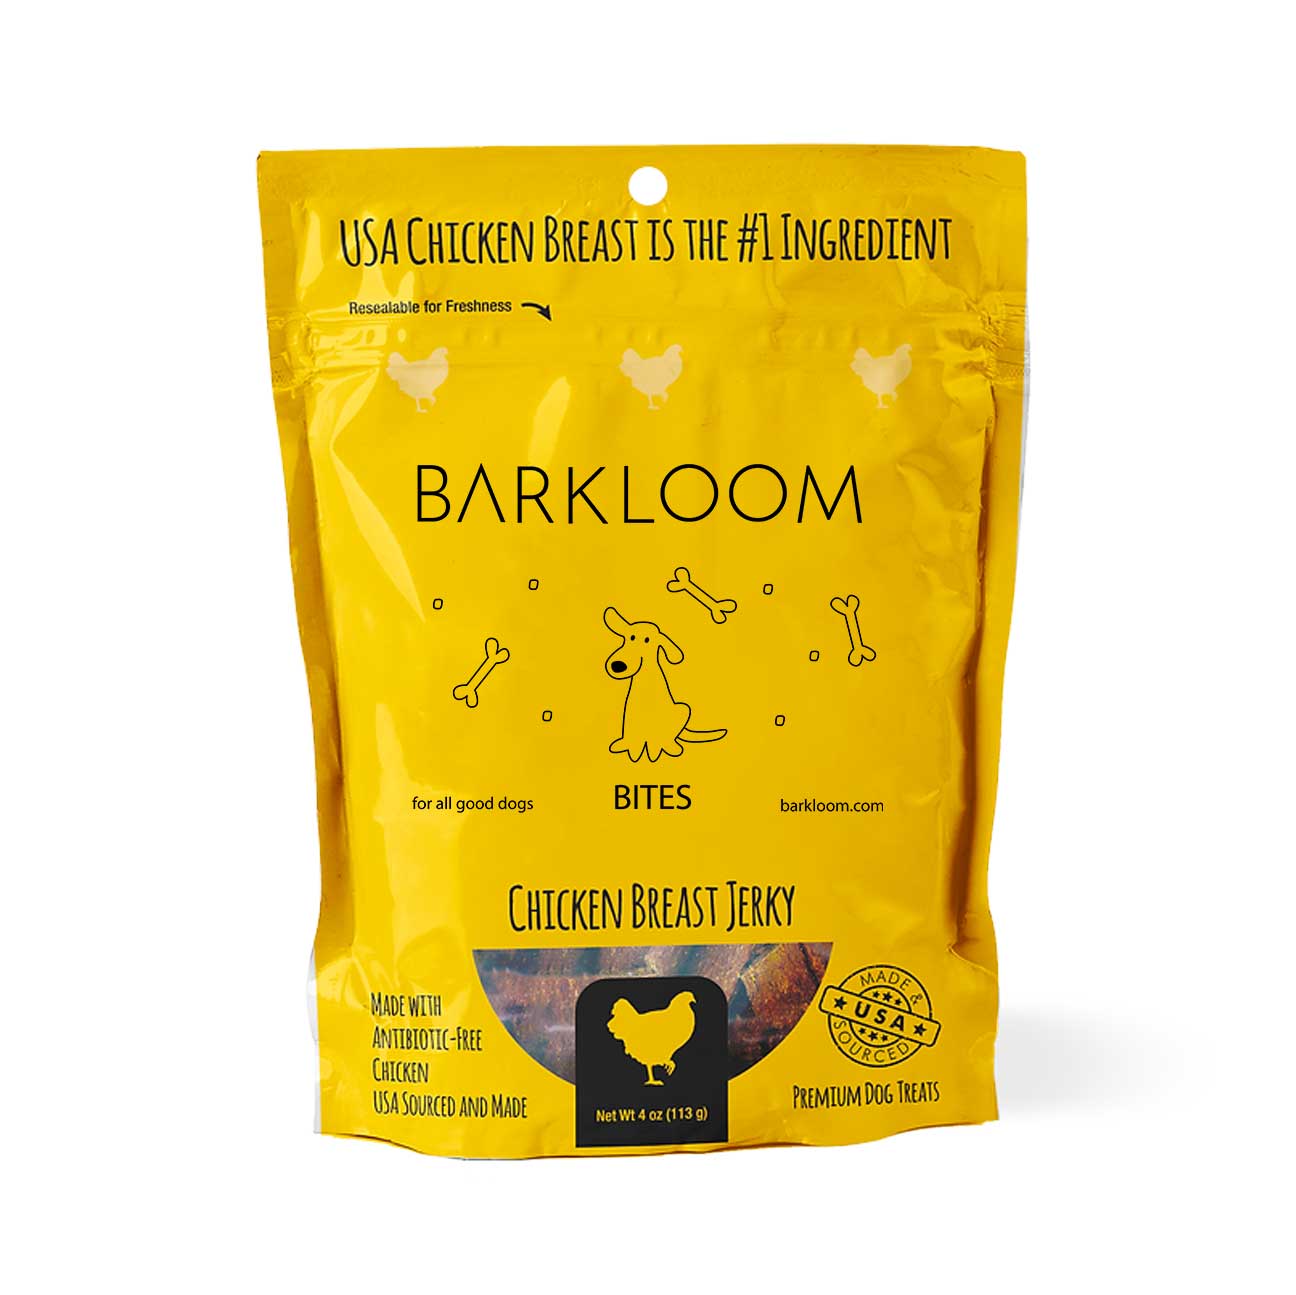 USA CHICKEN BREAST IS THE #1 INGREDIENT
Resealable for Freshness
BARKLOOM
BITES
for all good dogs
barkloom.com
CHICKEN BREAST JERKY
MADE WITH
ANTIBIOTIC-FREE
CHICKEN
USA SOURCED AND MADE
Net Wt 4 oz (113 g)
MADE &
USA
SOURCED
PREMIUM DOG TREATS